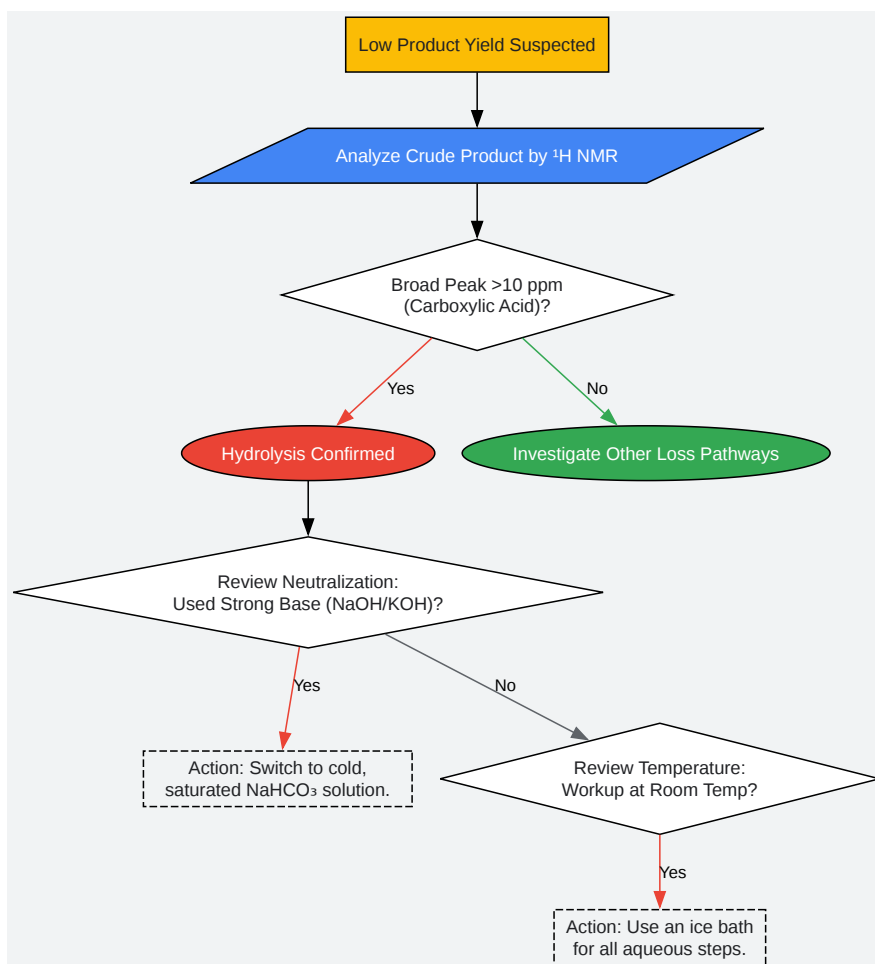 Low Product Yield Suspected
Analyze Crude Product by ¹H NMR
Broad Peak >10 ppm
(Carboxylic Acid)?
Yes
No
Hydrolysis Confirmed
Investigate Other Loss Pathways
Review Neutralization:
Used Strong Base (NaOH/KOH)?
Yes
No
Action: Switch to cold,
saturated NaHCO₃ solution.
Review Temperature:
Workup at Room Temp?
Yes
Action: Use an ice bath
for all aqueous steps.